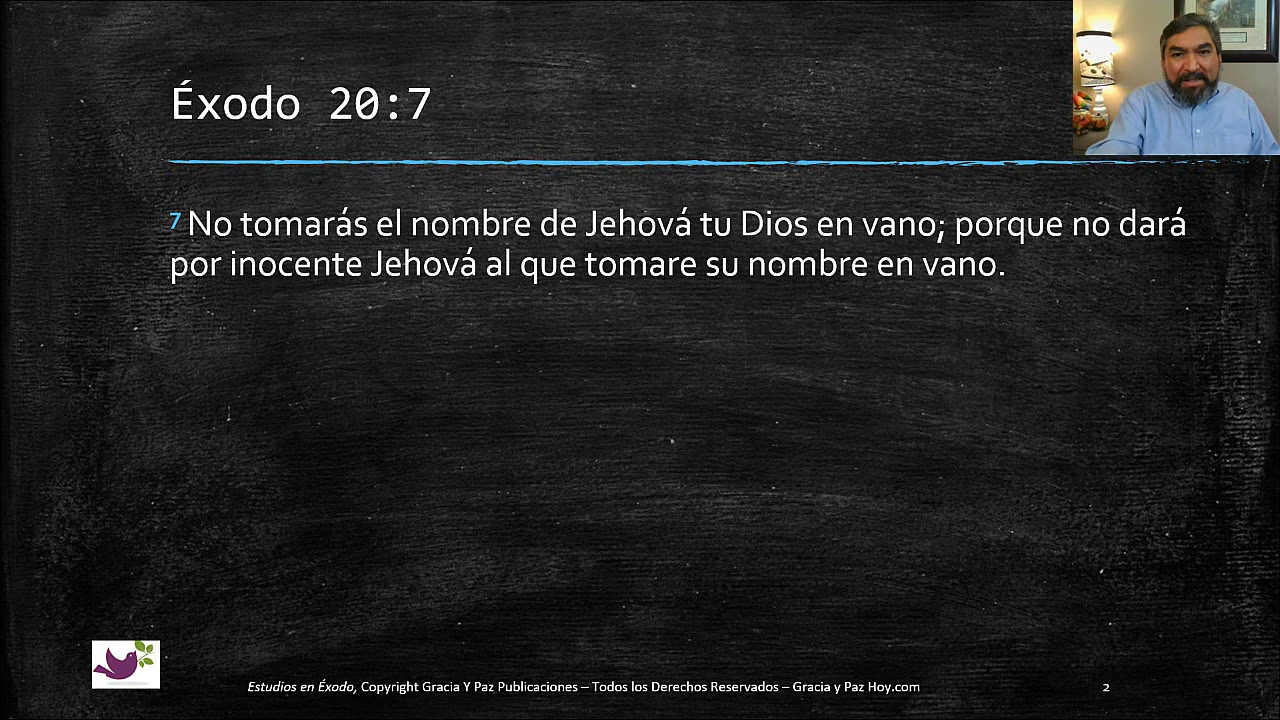 Éxodo 20:7
7 No tomarás el nombre de Jehová tu Dios en vano; porque no dará
por inocente Jehová al que tomare su nombre en vano.
Estudios en Éxodo, Copyright Gracia Y Paz Publicaciones – Todos los Derechos Reservados – Gracia y Paz Hoy.com
2